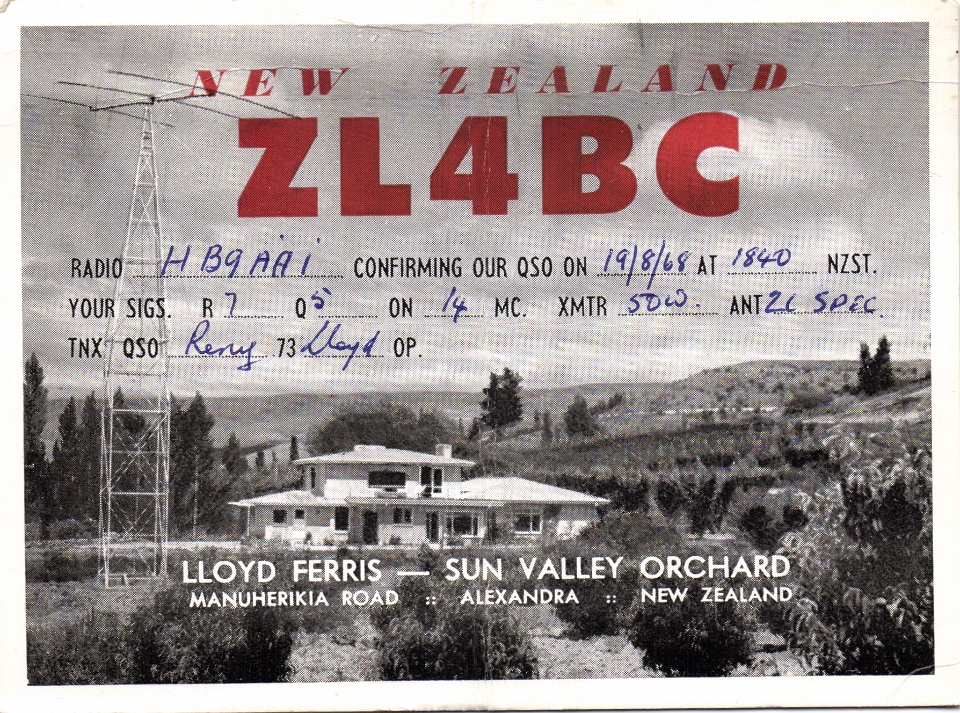 NEW ZEALAND
ZL4BC
RADIO HB9AAI CONFIRMING OUR QSO ON 19/8/68 AT 1840 NZST.
YOUR SIGS. R 7 Q 5 ON 14 MC. XMTR 50W. ANT ZL SPEC.
TNX QSO 73 Lloyd OP.
LLOYD FERRIS — SUN VALLEY ORCHARD
MANUHERIKIA ROAD :: ALEXANDRA :: NEW ZEALAND